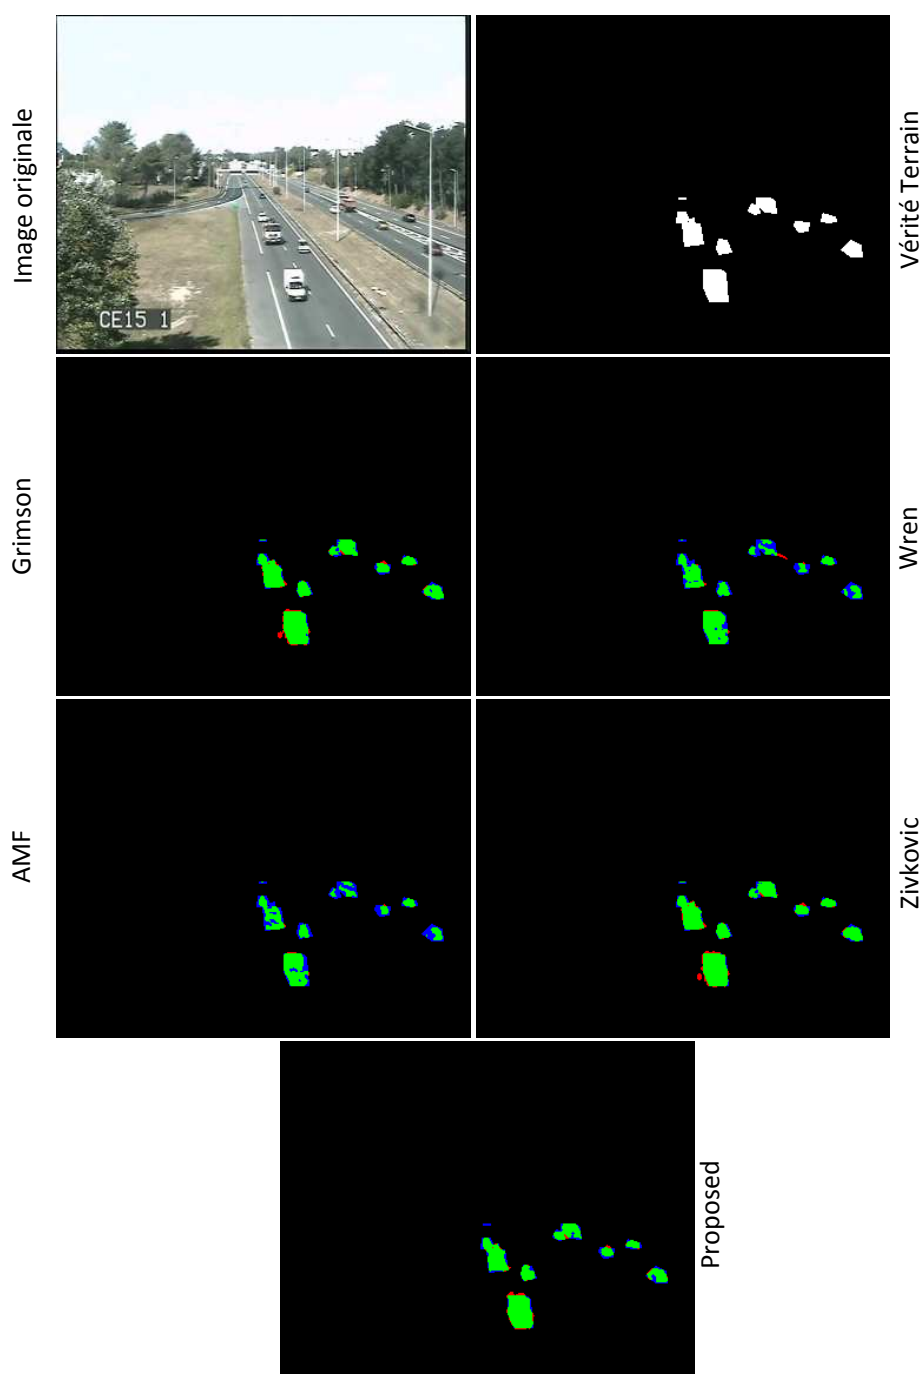 Image originale
Vérité Terrain
CE15 1
Grimson
Wren
AMF
Zivkovic
Proposed